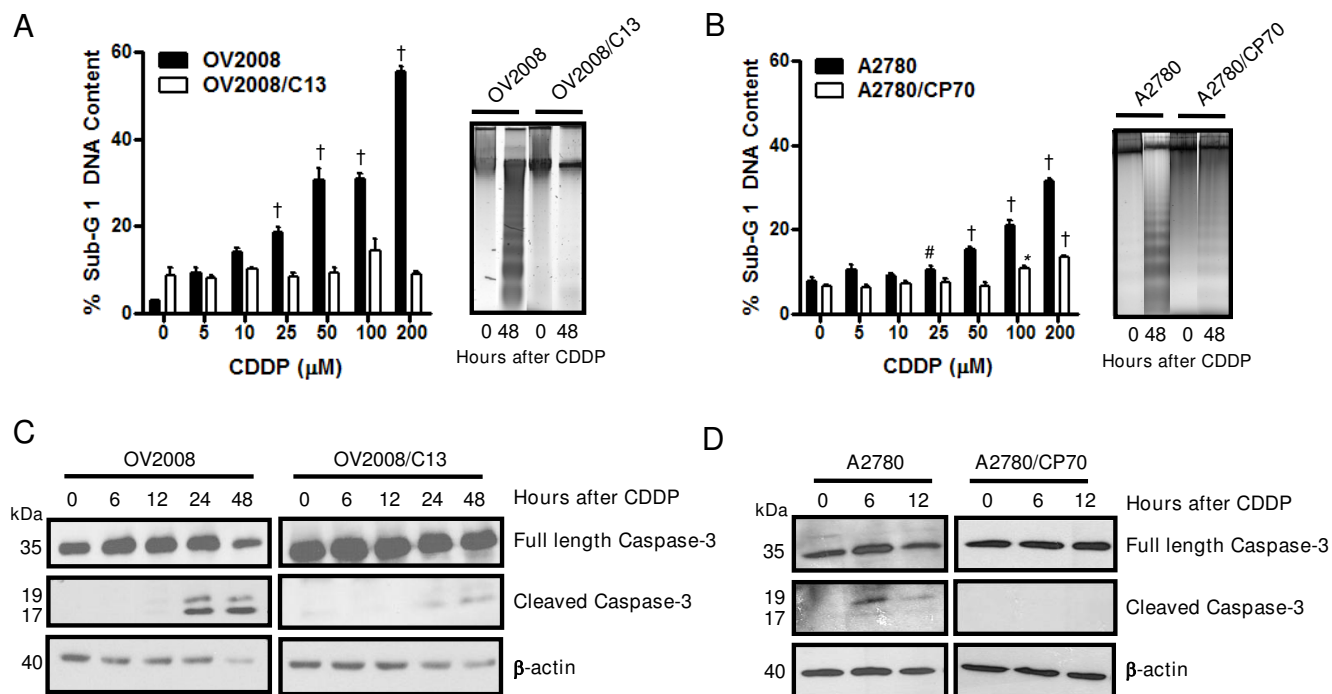 A
% Sub-G 1 DNA Content
60
40
20
0
OV2008
OV2008/C13
† † † †
0 5 10 25 50 100 200
CDDP (µM)
OV2008 OV2008/C13
0 48 0 48
Hours after CDDP
B
% Sub-G 1 DNA Content
60
40
20
0
A2780
A2780/CP70
# † † * † †
0 5 10 25 50 100 200
CDDP (µM)
A2780 A2780/CP70
0 48 0 48
Hours after CDDP
C
OV2008 OV2008/C13
0 6 12 24 48 0 6 12 24 48 Hours after CDDP
kDa
35 Full length Caspase-3
19
17 Cleaved Caspase-3
40 β-actin
D
A2780 A2780/CP70
0 6 12 0 6 12 Hours after CDDP
kDa
35 Full length Caspase-3
19
17 Cleaved Caspase-3
40 β-actin